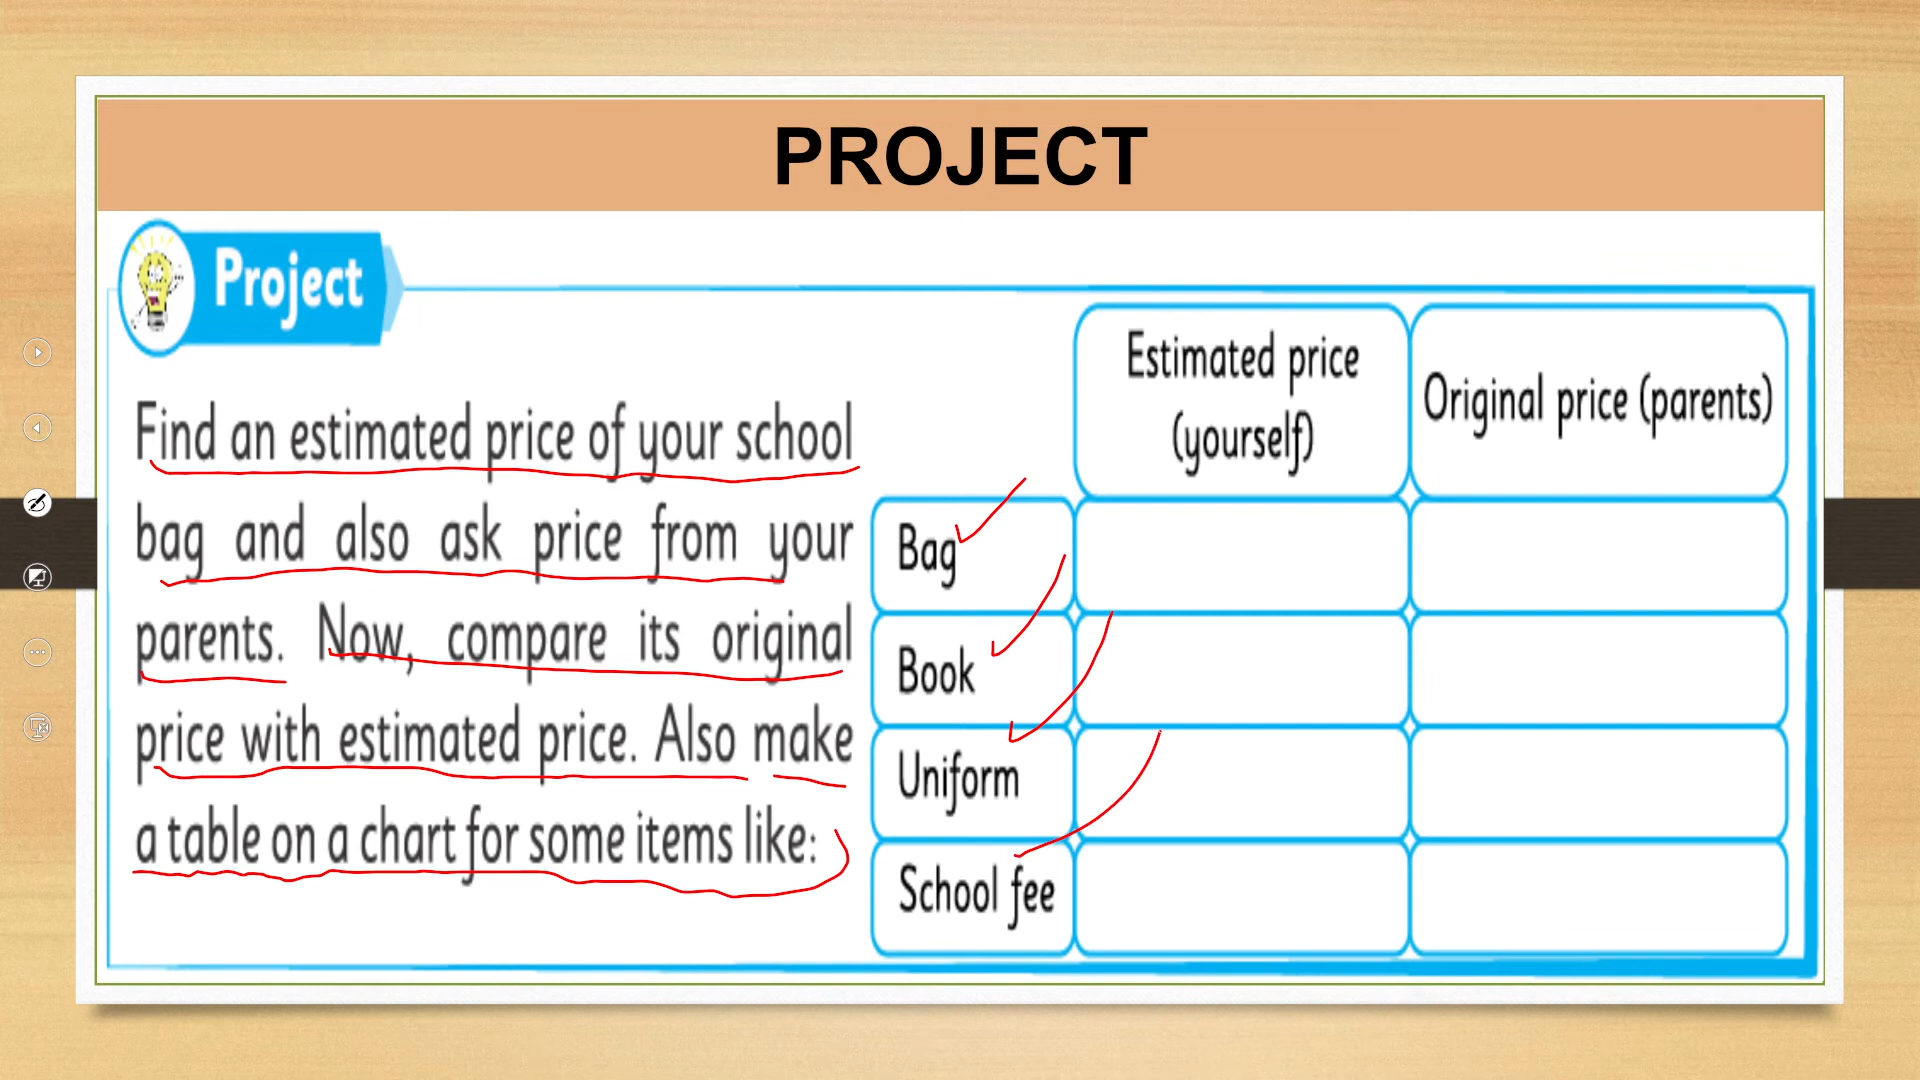 PROJECT
Project
Find an estimated price of your school
bag and also ask price from your
parents. Now, compare its original
price with estimated price. Also make
a table on a chart for some items like:
Estimated price
(yourself)
Original price (parents)
Bag
Book
Uniform
School fee